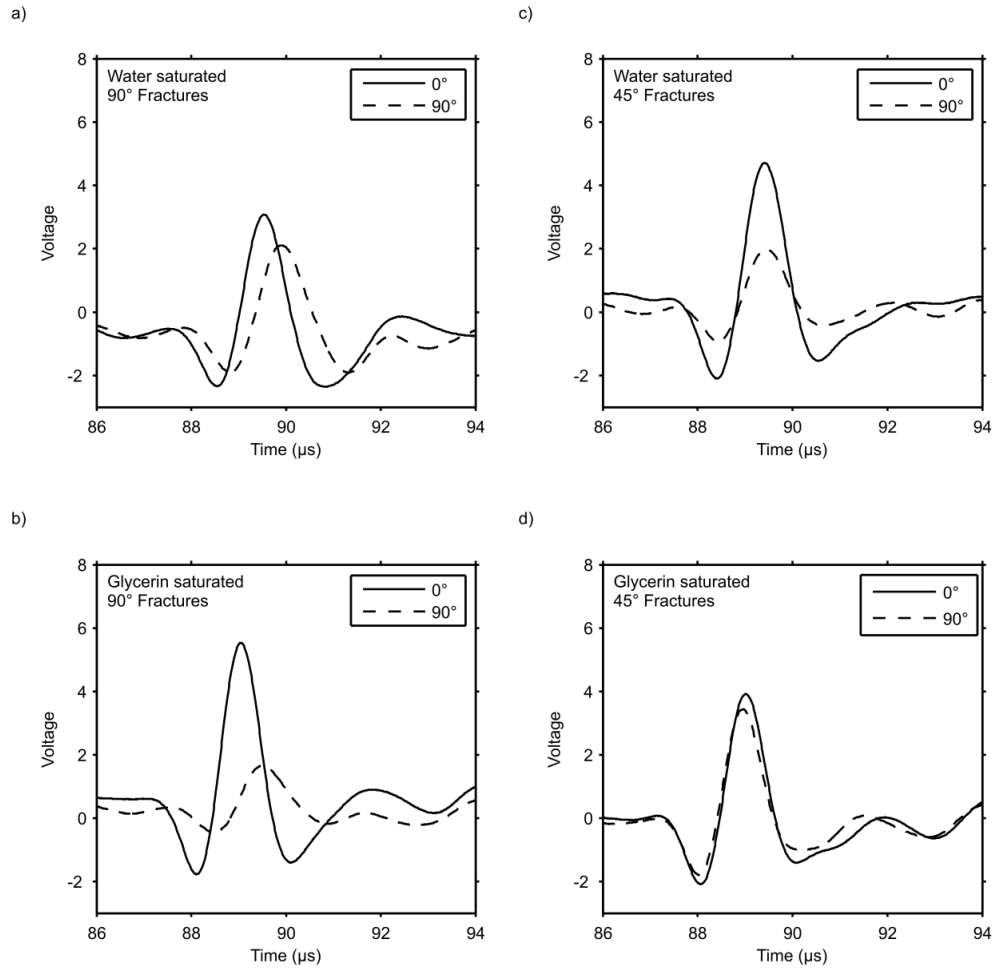 a)
Water saturated
90° Fractures
0°
90°
8
6
4
2
0
-2
Voltage
86
88
90
92
94
Time (µs)
c)
Water saturated
45° Fractures
0°
90°
8
6
4
2
0
-2
Voltage
86
88
90
92
94
Time (µs)
b)
Glycerin saturated
90° Fractures
0°
90°
8
6
4
2
0
-2
Voltage
86
88
90
92
94
Time (µs)
d)
Glycerin saturated
45° Fractures
0°
90°
8
6
4
2
0
-2
Voltage
86
88
90
92
94
Time (µs)